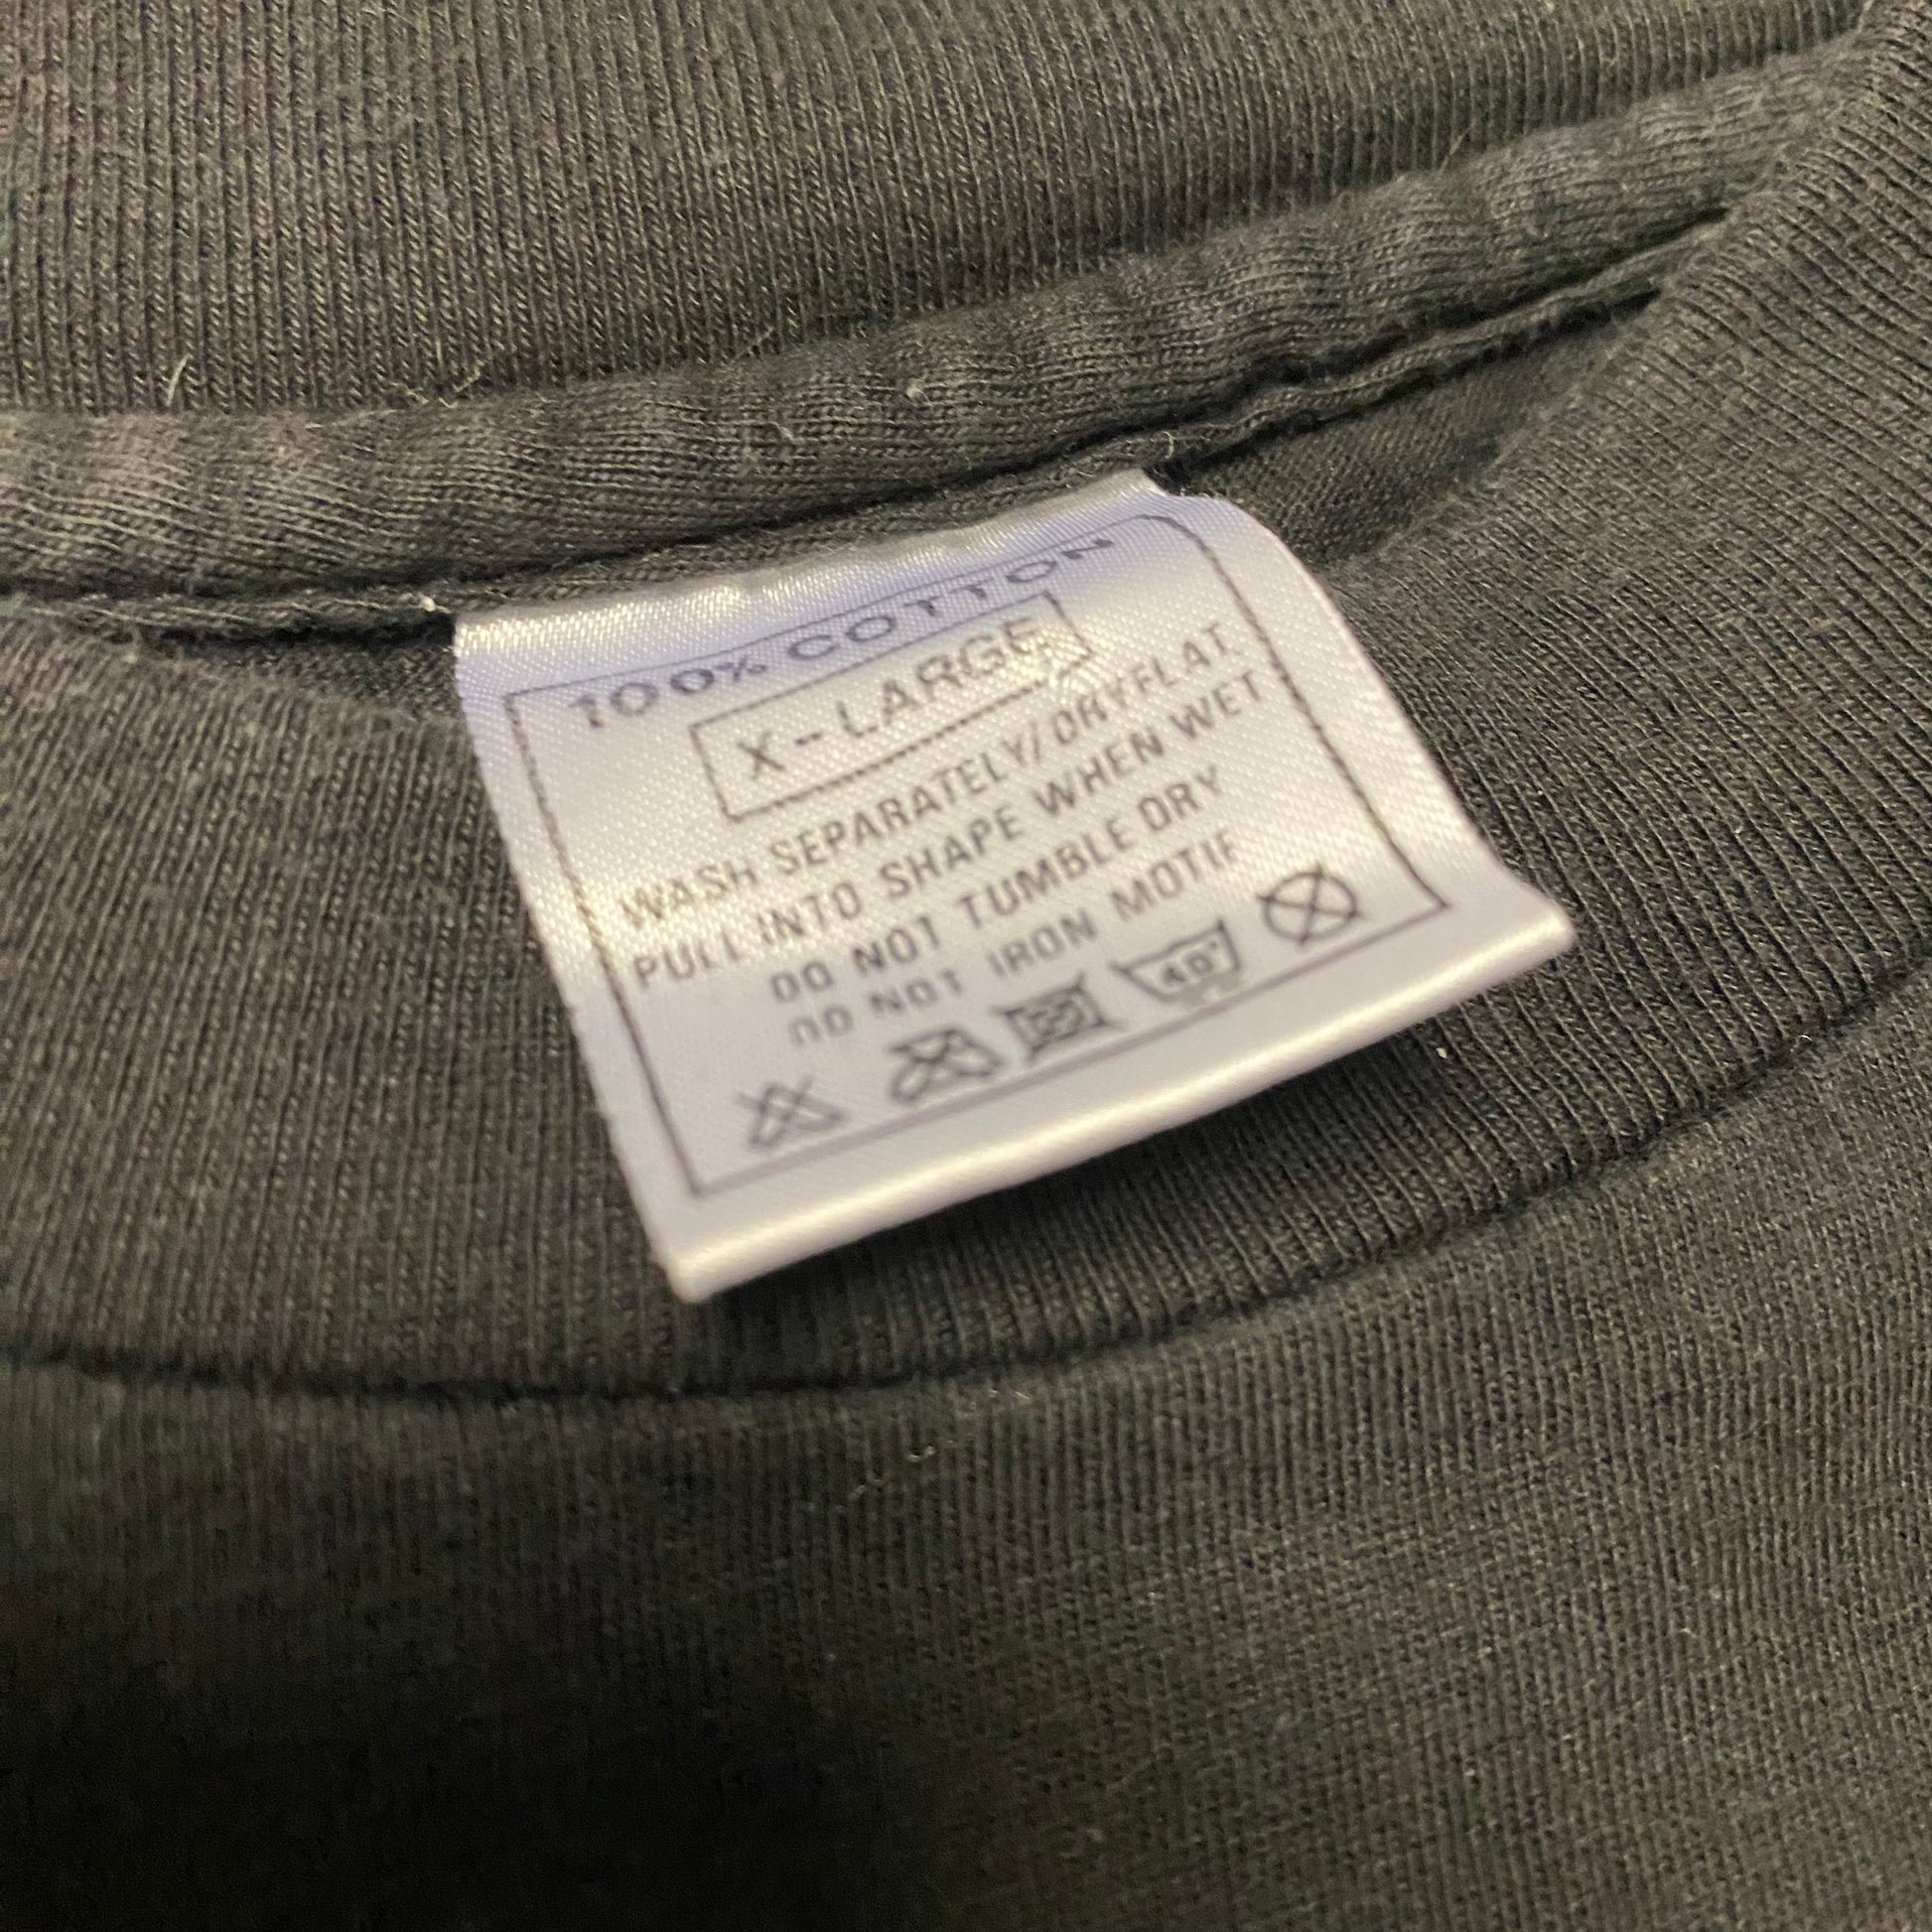 100% COTTON
X-LARGE
WASH SEPARATELY/DRYFLAT
PULL INTO SHAPE WHEN WET
DO NOT TUMBLE DRY
DO NOT IRON MOTIF
40°